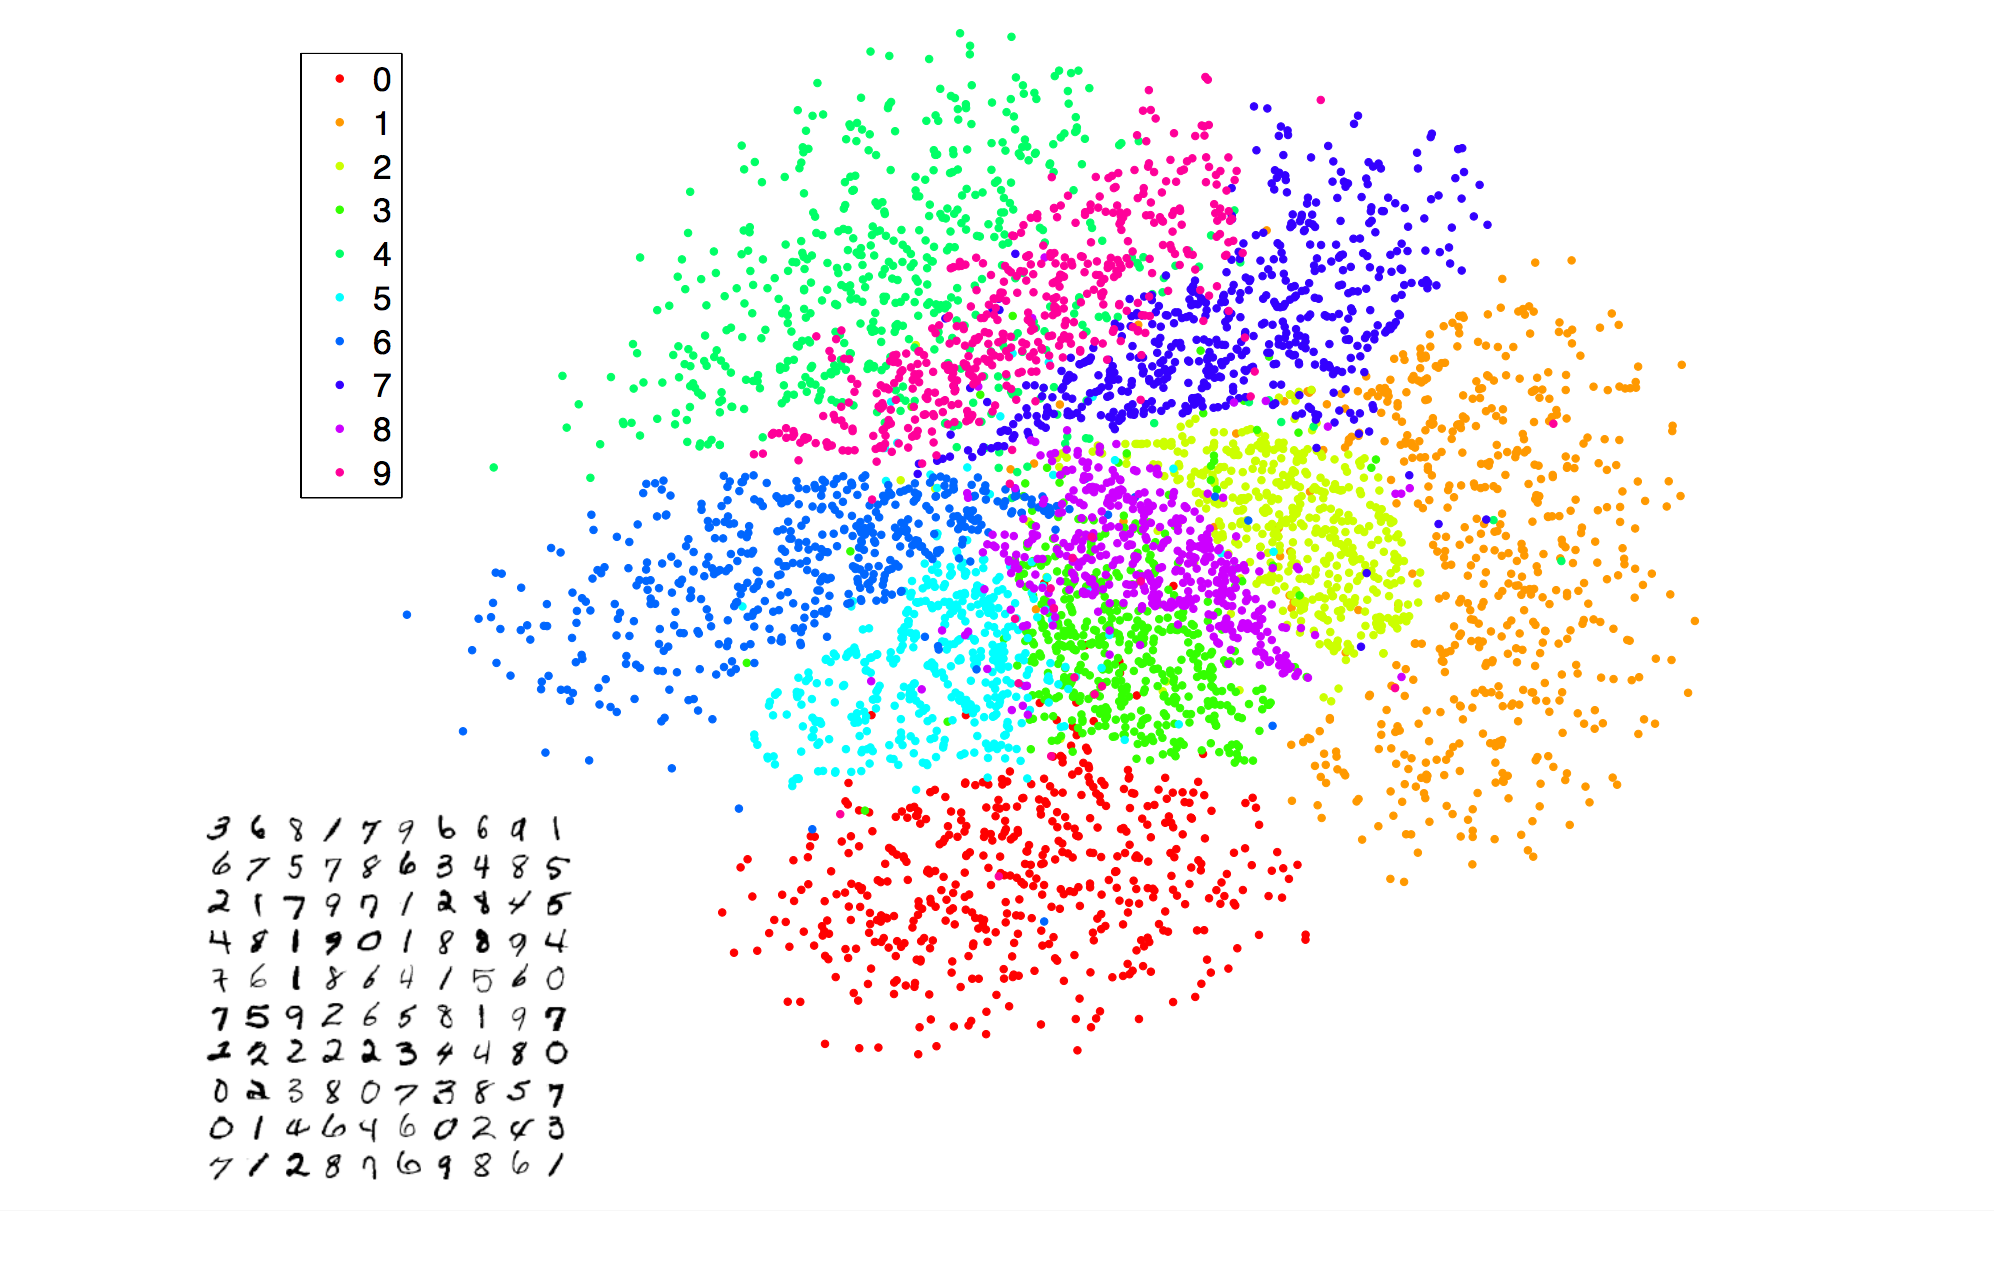 0
1
2
3
4
5
6
7
8
9
3 6 8 1 7 9 6 6 9 1
6 7 5 7 8 6 3 4 8 5
2 1 7 9 7 1 2 8 4 5
4 8 1 9 0 1 8 8 9 4
7 6 1 8 6 4 1 5 6 0
7 5 9 2 6 5 8 1 9 7
2 2 2 2 2 3 4 4 8 0
0 2 3 8 0 7 3 8 5 7
0 1 4 6 4 6 0 2 4 3
7 1 2 8 7 6 9 8 6 1